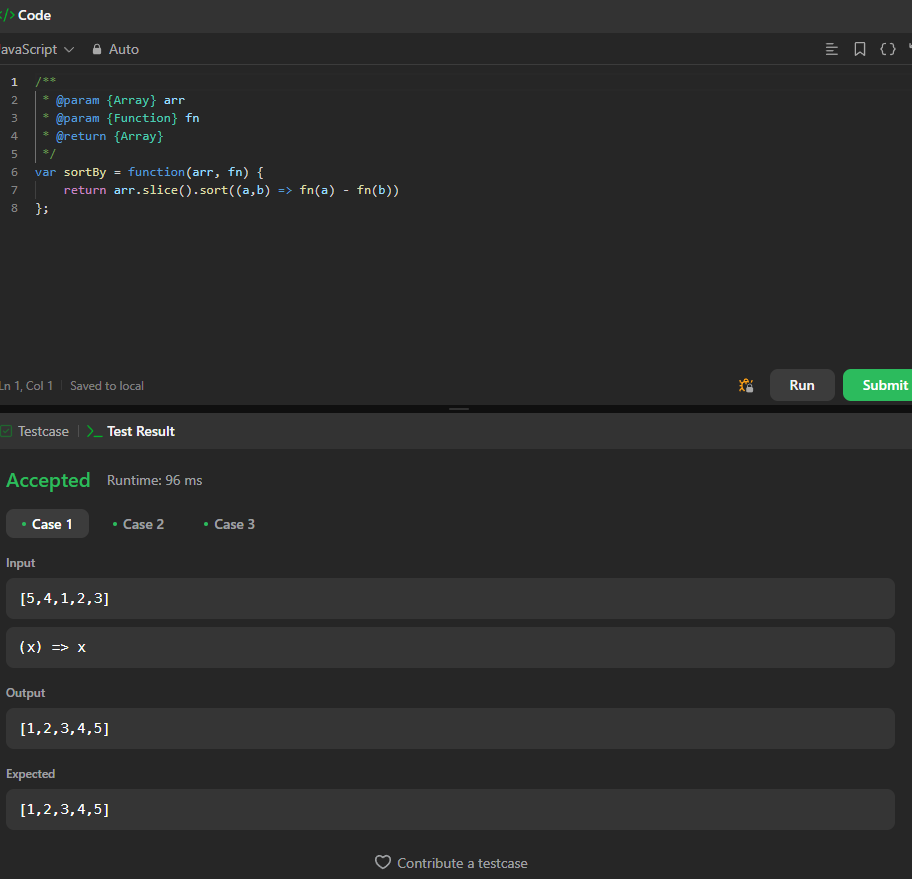 </> Code
JavaScript Auto
1 /**
2 * @param {Array} arr
3 * @param {Function} fn
4 * @return {Array}
5 */
6 var sortBy = function(arr, fn) {
7 return arr.slice().sort((a,b) => fn(a) - fn(b))
8 };
Ln 1, Col 1 Saved to local
Run
Submit
Testcase
>_ Test Result
Accepted Runtime: 96 ms
• Case 1 • Case 2 • Case 3
Input
[5,4,1,2,3]
(x) => x
Output
[1,2,3,4,5]
Expected
[1,2,3,4,5]
Contribute a testcase